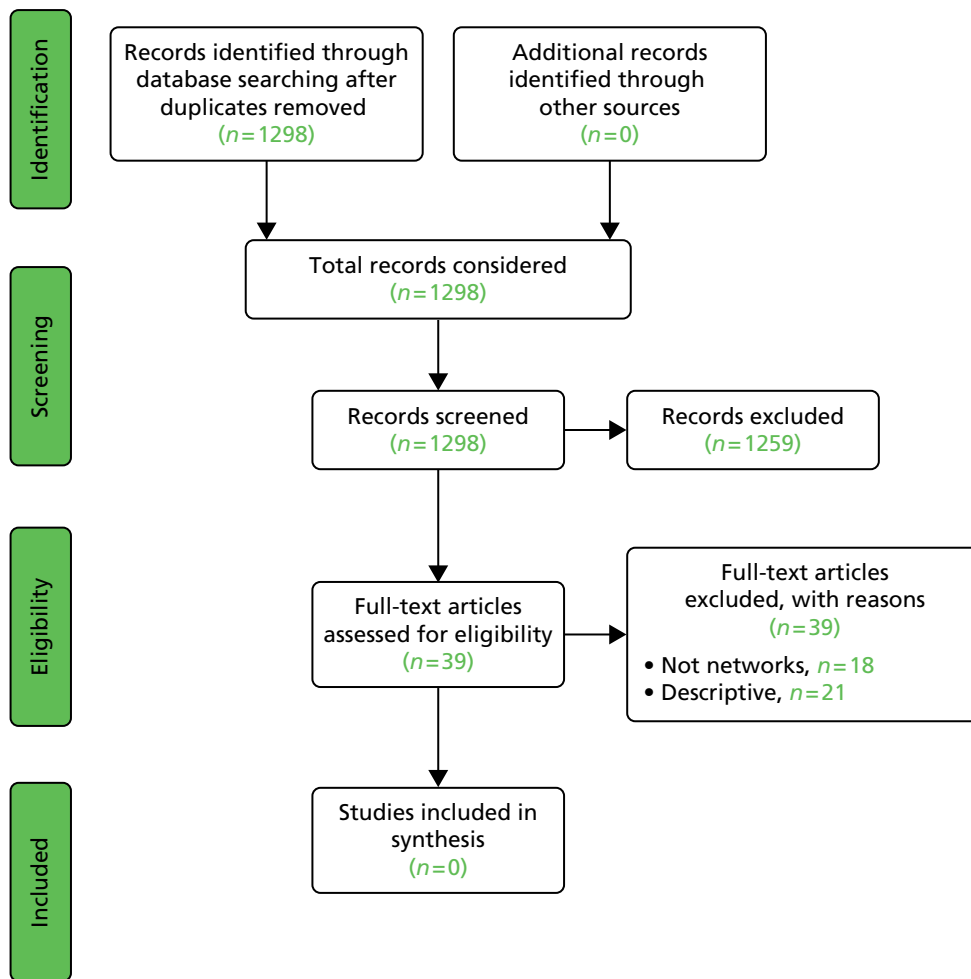 Identification
Records identified through
database searching after
duplicates removed
(n=1298)
Additional records
identified through
other sources
(n=0)
Screening
Total records considered
(n=1298)
Records screened
(n=1298)
Records excluded
(n=1259)
Eligibility
Full-text articles
assessed for eligibility
(n=39)
Full-text articles
excluded, with reasons
(n=39)
• Not networks, n=18
• Descriptive, n=21
Included
Studies included in
synthesis
(n=0)